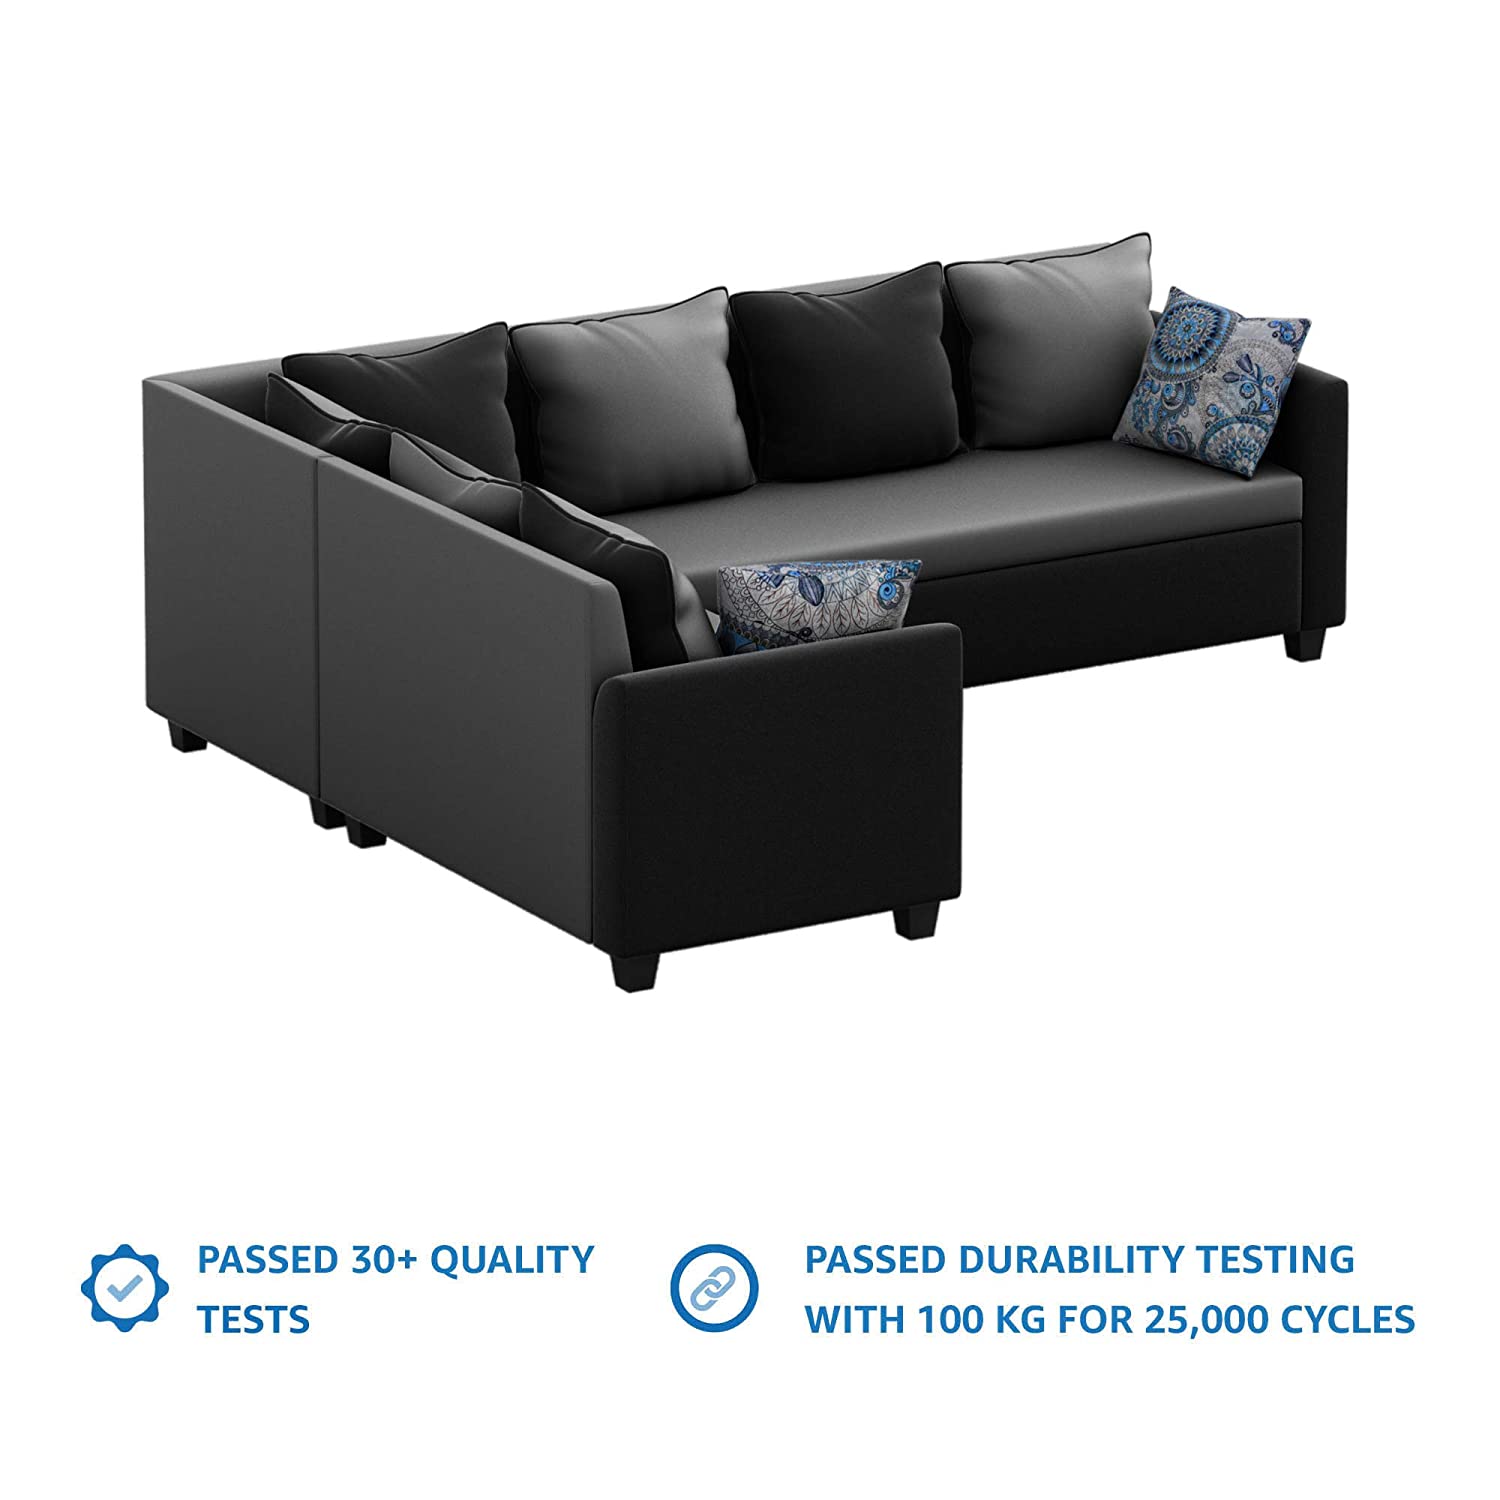 PASSED 30+ QUALITY
TESTS
PASSED DURABILITY TESTING
WITH 100 KG FOR 25,000 CYCLES